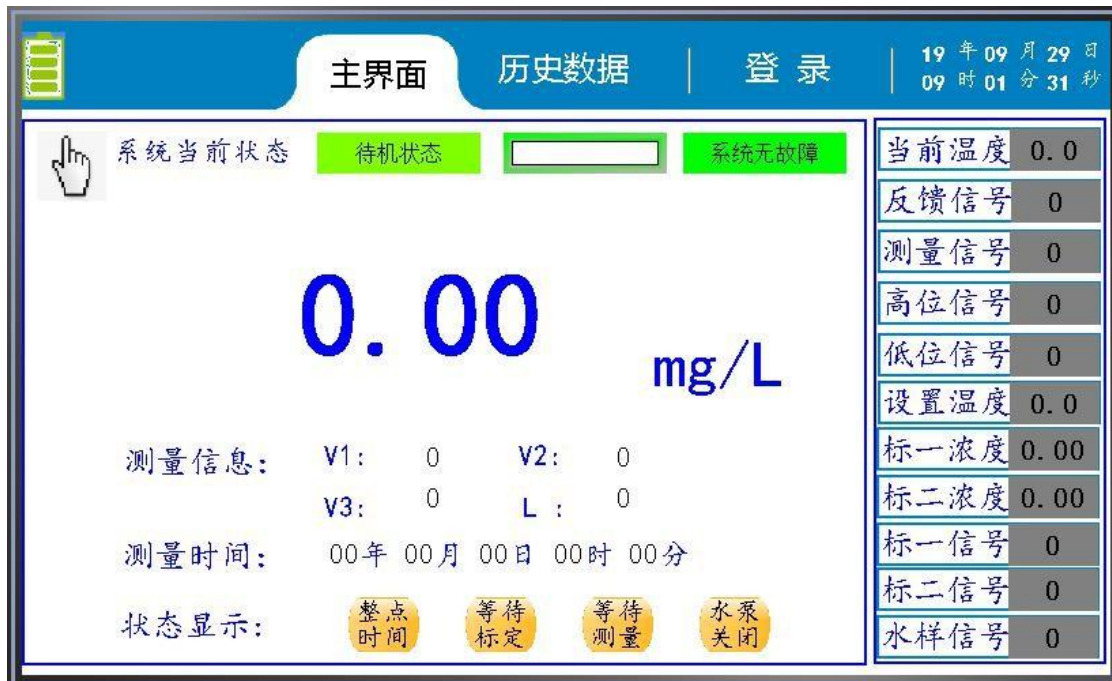 主界面 历史数据 登 录 19 年 09 月 29 日
09 时 01 分 31 秒
系统当前状态 待机状态 系统无故障
0.00 mg/L
测量信息: V1: 0 V2: 0
V3: 0 L : 0
测量时间: 00年 00月 00日 00时 00分
状态显示: 整点时间 等待标定 等待测量 水泵关闭
当前温度 0.0
反馈信号 0
测量信号 0
高位信号 0
低位信号 0
设置温度 0.0
标一浓度 0.00
标二浓度 0.00
标一信号 0
标二信号 0
水样信号 0